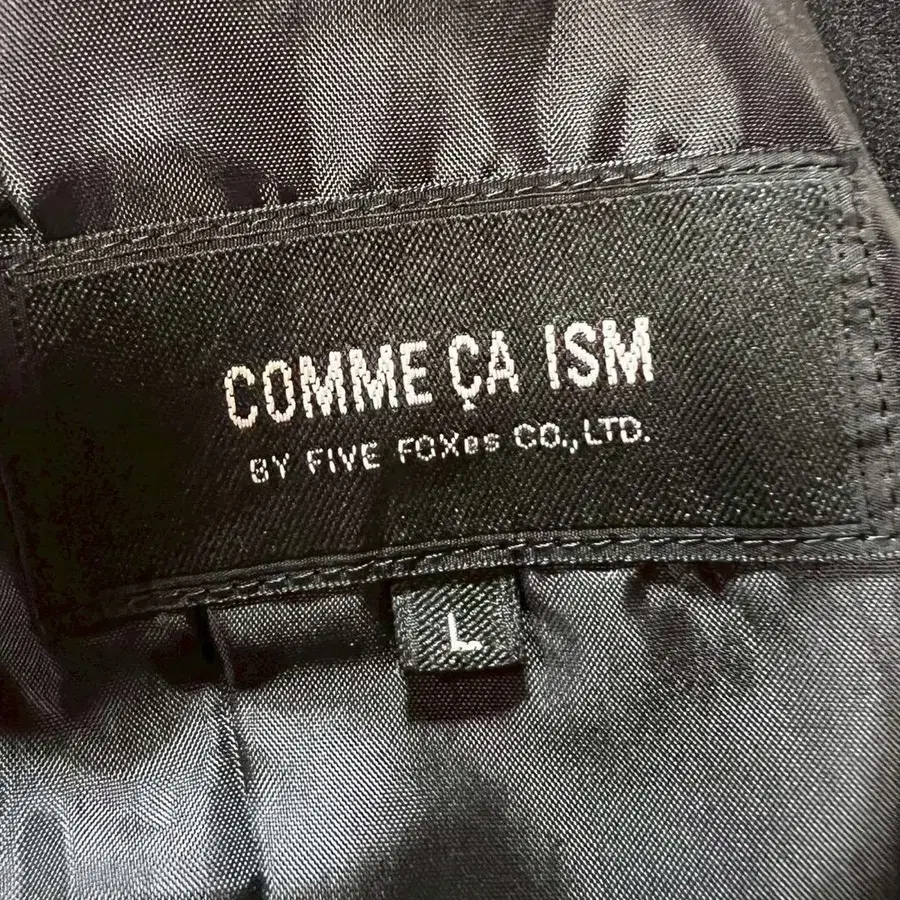 COMME ÇA ISM
BY FIVE FOXes CO.,LTD.
L